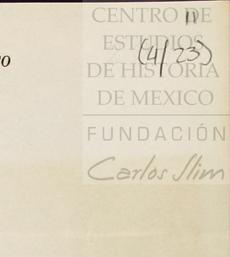 CENTRO DE
ESTUDIOS
(4/23)
DE HISTORIA
DE MEXICO
FUNDACIÓN
Carlos Slim